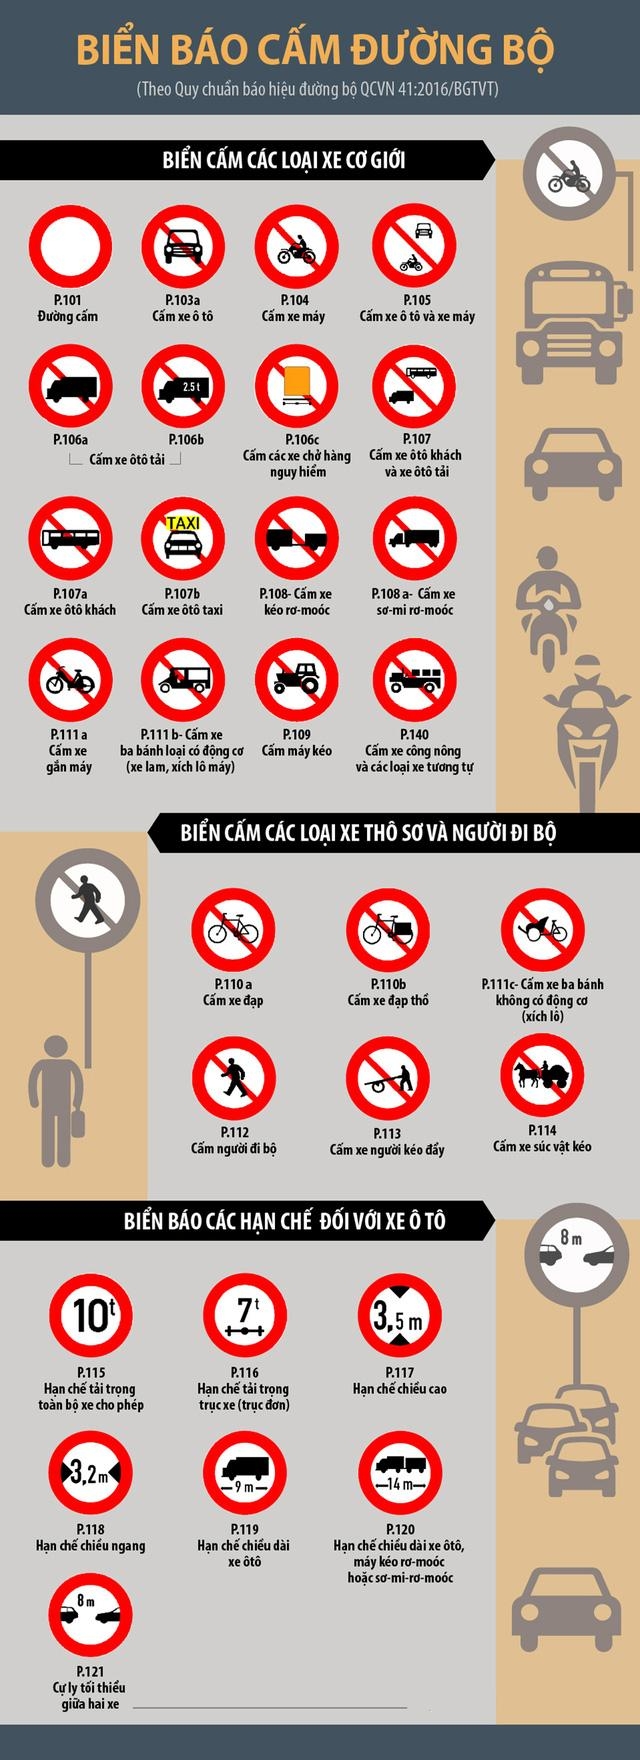 BIỂN BÁO CẤM ĐƯỜNG BỘ
(Theo Quy chuẩn báo hiệu đường bộ QCVN 41:2016/BGTVT)
BIỂN CẤM CÁC LOẠI XE CƠ GIỚI
P.101
Đường cấm
P.103a
Cấm xe ô tô
P.104
Cấm xe máy
P.105
Cấm xe ô tô và xe máy
2.5 t
P.106a
P.106b
Cấm xe ôtô tải
P.106c
Cấm các xe chở hàng
nguy hiểm
P.107
Cấm xe ôtô khách
và xe ôtô tải
TAXI
P.107a
Cấm xe ôtô khách
P.107b
Cấm xe ôtô taxi
P.108- Cấm xe
kéo rơ-moóc
P.108 a- Cấm xe
sơ-mi rơ-moóc
P.111 a
Cấm xe
gắn máy
P.111 b- Cấm xe
ba bánh loại có động cơ
(xe lam, xích lô máy)
P.109
Cấm máy kéo
P.140
Cấm xe công nông
và các loại xe tương tự
BIỂN CẤM CÁC LOẠI XE THÔ SƠ VÀ NGƯỜI ĐI BỘ
P.110 a
Cấm xe đạp
P.110b
Cấm xe đạp thồ
P.111c- Cấm xe ba bánh
không có động cơ
(xích lô)
P.112
Cấm người đi bộ
P.113
Cấm xe người kéo đẩy
P.114
Cấm xe súc vật kéo
BIỂN BÁO CÁC HẠN CHẾ ĐỐI VỚI XE Ô TÔ
8 m
10t
P.115
Hạn chế tải trọng
toàn bộ xe cho phép
7t
P.116
Hạn chế tải trọng
trục xe (trục đơn)
3,5 m
P.117
Hạn chế chiều cao
3,2 m
P.118
Hạn chế chiều ngang
9 m
P.119
Hạn chế chiều dài
xe ôtô
14 m
P.120
Hạn chế chiều dài xe ôtô,
máy kéo rơ-moóc
hoặc sơ-mi-rơ-moóc
8 m
P.121
Cự ly tối thiểu
giữa hai xe